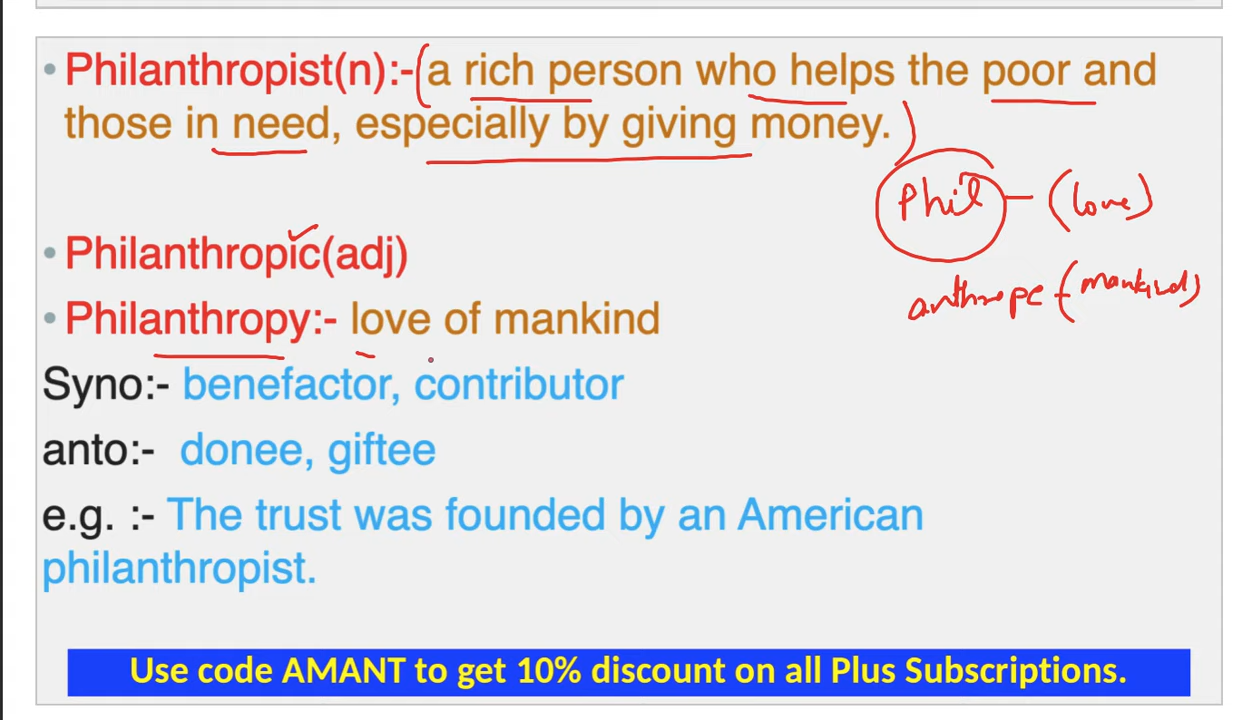 • Philanthropist(n):-(a rich person who helps the poor and
those in need, especially by giving money.)
Phil - (love)
• Philanthropic(adj)
anthrope - (mankind)
• Philanthropy:- love of mankind
Syno:- benefactor, contributor
anto:- donee, giftee
e.g. :- The trust was founded by an American
philanthropist.
Use code AMANT to get 10% discount on all Plus Subscriptions.